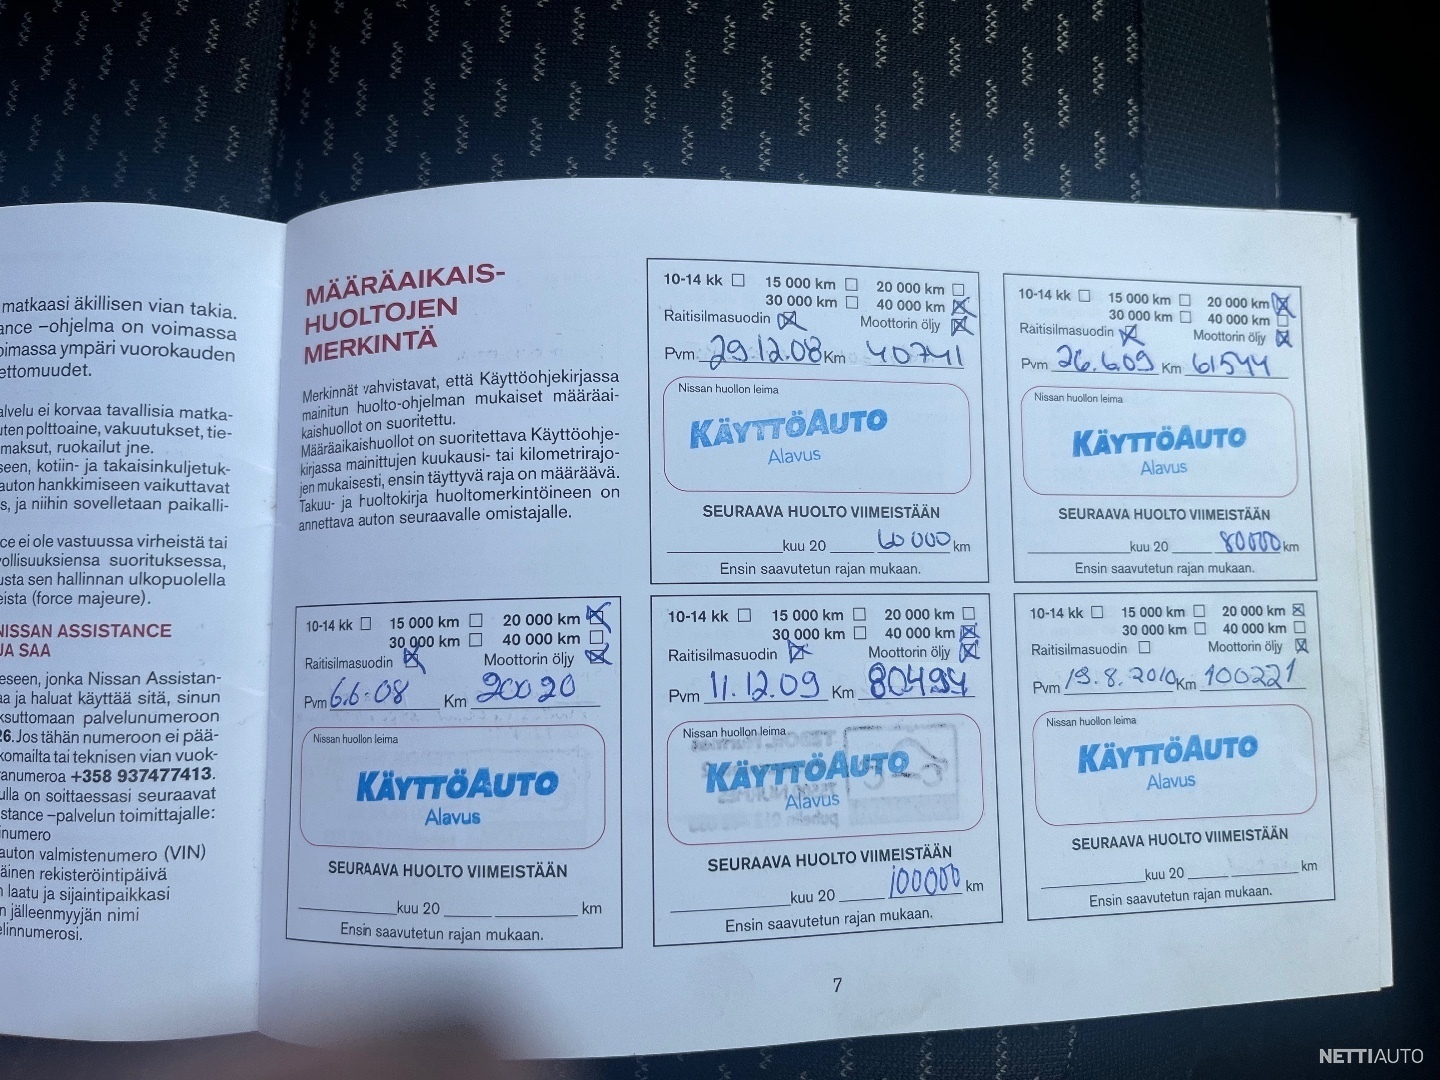 matkaasi äkillisen vian takia.
ance –ohjelma on voimassa
oimassa ympäri vuorokauden
ettomuudet.
alvelu ei korvaa tavallisia matka-
uten polttoaine, vakuutukset, tie-
maksut, ruokailut jne.
seen, kotiin- ja takaisinkuljetuk-
auton hankkimiseen vaikuttavat
s, ja niihin sovelletaan paikalli-
ce ei ole vastuussa virheistä tai
vollisuuksiensa suorituksessa,
usta sen hallinnan ulkopuolella
eista (force majeure).
NISSAN ASSISTANCE
JA SAA
eseen, jonka Nissan Assistan-
aa ja haluat käyttää sitä, sinun
ksuttomaan palvelunumeroon
26. Jos tähän numeroon ei pää-
komailta tai teknisen vian vuok-
anumeroa +358 937477413.
ulla on soittaessasi seuraavat
stance –palvelun toimittajalle:
inumero
auton valmistenumero (VIN)
äinen rekisteröintipäivä
n laatu ja sijaintipaikkasi
n jälleenmyyjän nimi
elinnumerosi.
MÄÄRÄAIKAIS-
HUOLTOJEN
MERKINTÄ
Merkinnät vahvistavat, että Käyttöohjekirjassa
mainitun huolto-ohjelman mukaiset määräai-
kaishuollot on suoritettu.
Määräaikaishuollot on suoritettava Käyttöohje-
kirjassa mainittujen kuukausi- tai kilometrirajo-
jen mukaisesti, ensin täyttyvä raja on määräävä.
Takuu- ja huoltokirja huoltomerkintöineen on
annettava auton seuraavalle omistajalle.
10-14 kk 15 000 km 20 000 km
30 000 km 40 000 km
Raitisilmasuodin Moottorin öljy
Pvm 29.12.08 Km 40741
Nissan huollon leima
KÄYTTÖAUTO
Alavus
SEURAAVA HUOLTO VIIMEISTÄÄN
kuu 20 60 000 km
Ensin saavutetun rajan mukaan.
10-14 kk 15 000 km 20 000 km
30 000 km 40 000 km
Raitisilmasuodin Moottorin öljy
Pvm 26.6.09 Km 61544
Nissan huollon leima
KÄYTTÖAUTO
Alavus
SEURAAVA HUOLTO VIIMEISTÄÄN
kuu 20 80000 km
Ensin saavutetun rajan mukaan.
10-14 kk 15 000 km 20 000 km
30 000 km 40 000 km
Raitisilmasuodin Moottorin öljy
Pvm 6.6.08 Km 20020
Nissan huollon leima
KÄYTTÖAUTO
Alavus
SEURAAVA HUOLTO VIIMEISTÄÄN
kuu 20 km
Ensin saavutetun rajan mukaan.
10-14 kk 15 000 km 20 000 km
30 000 km 40 000 km
Raitisilmasuodin Moottorin öljy
Pvm 11.12.09 Km 80494
Nissan huollon leima
KÄYTTÖAUTO
Alavus
SEURAAVA HUOLTO VIIMEISTÄÄN
kuu 20 100000 km
Ensin saavutetun rajan mukaan.
10-14 kk 15 000 km 20 000 km
30 000 km 40 000 km
Raitisilmasuodin Moottorin öljy
Pvm 19.8.2010 Km 100221
Nissan huollon leima
KÄYTTÖAUTO
Alavus
SEURAAVA HUOLTO VIIMEISTÄÄN
kuu 20 km
Ensin saavutetun rajan mukaan.
7
NETTIAUTO